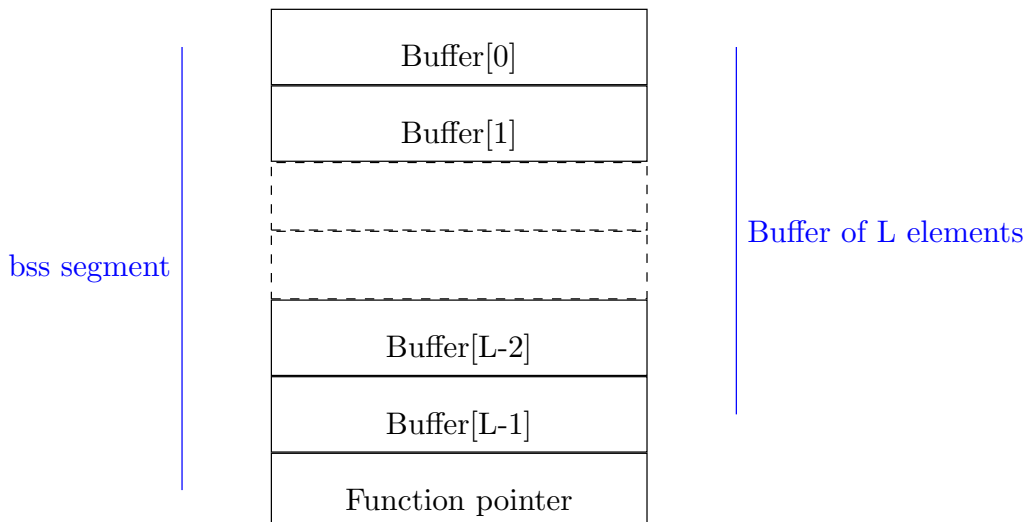 Buffer[0]
Buffer[1]
Buffer of L elements
bss segment
Buffer[L-2]
Buffer[L-1]
Function pointer